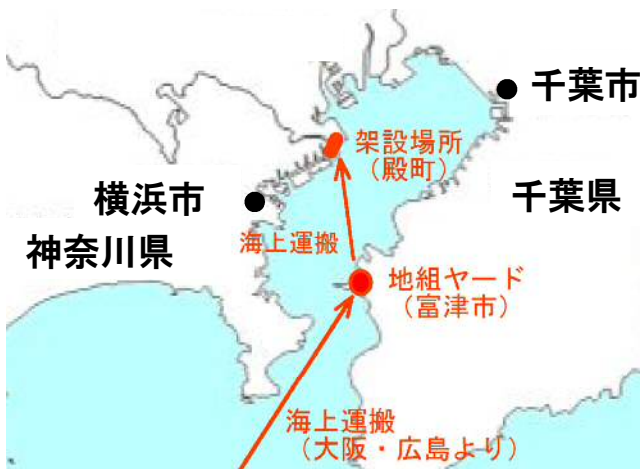 千葉市
架設場所
（殿町）
千葉県
横浜市
神奈川県
海上運搬
地組ヤード
（富津市）
海上運搬
（大阪・広島より）